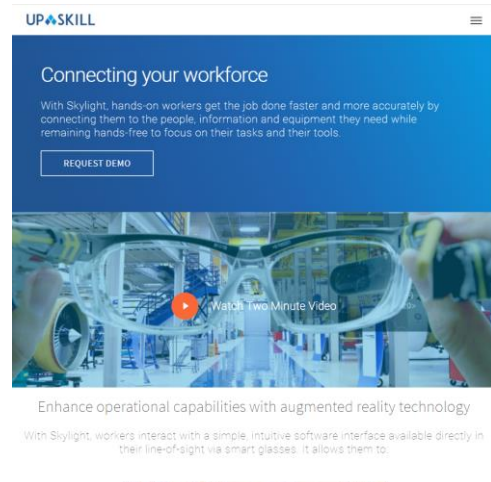 UPSKILL
Connecting your workforce
With Skylight, hands-on workers get the job done faster and more accurately by
connecting them to the people, information and equipment they need while
remaining hands-free to focus on their tasks and their tools.
REQUEST DEMO
Watch Two Minute Video
Enhance operational capabilities with augmented reality technology
With Skylight, workers interact with a simple, intuitive software interface available directly in
their line-of-sight via smart glasses. It allows them to: